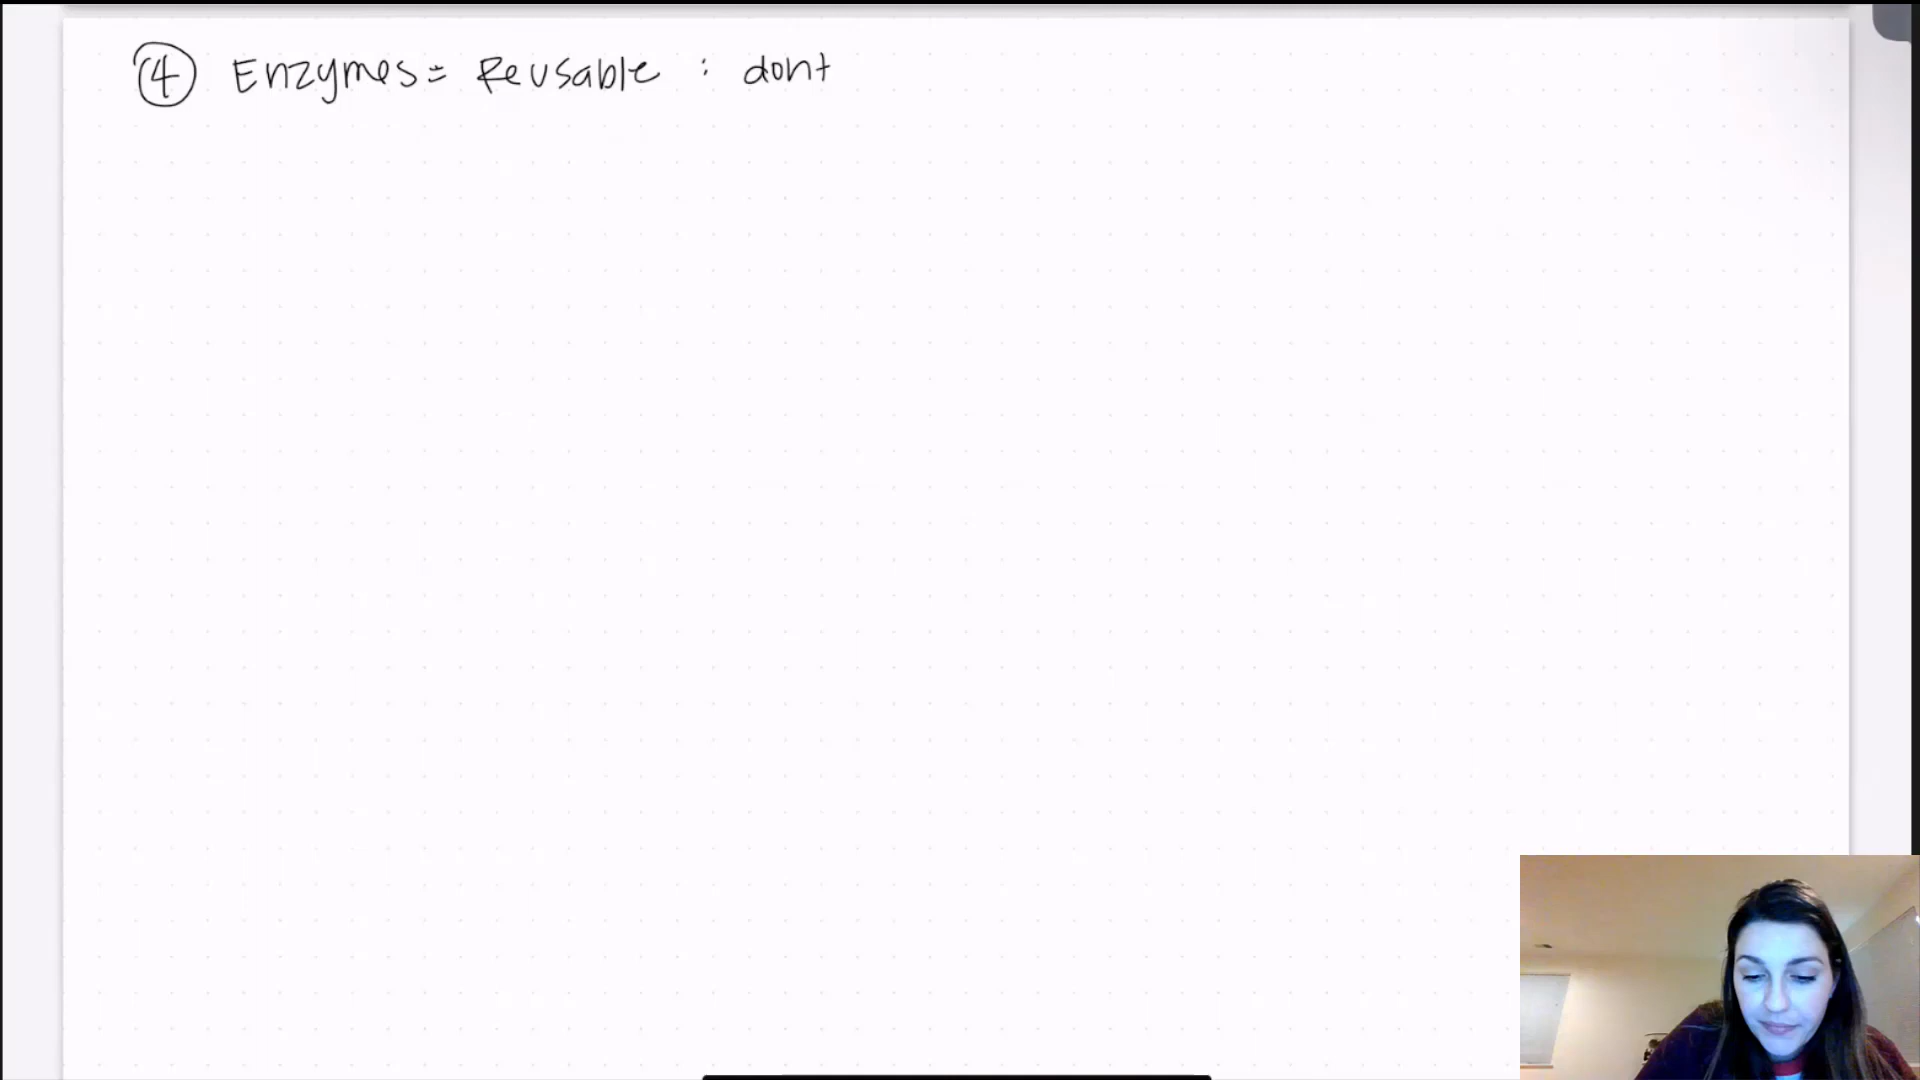 ④ Enzymes = Reusable : dont